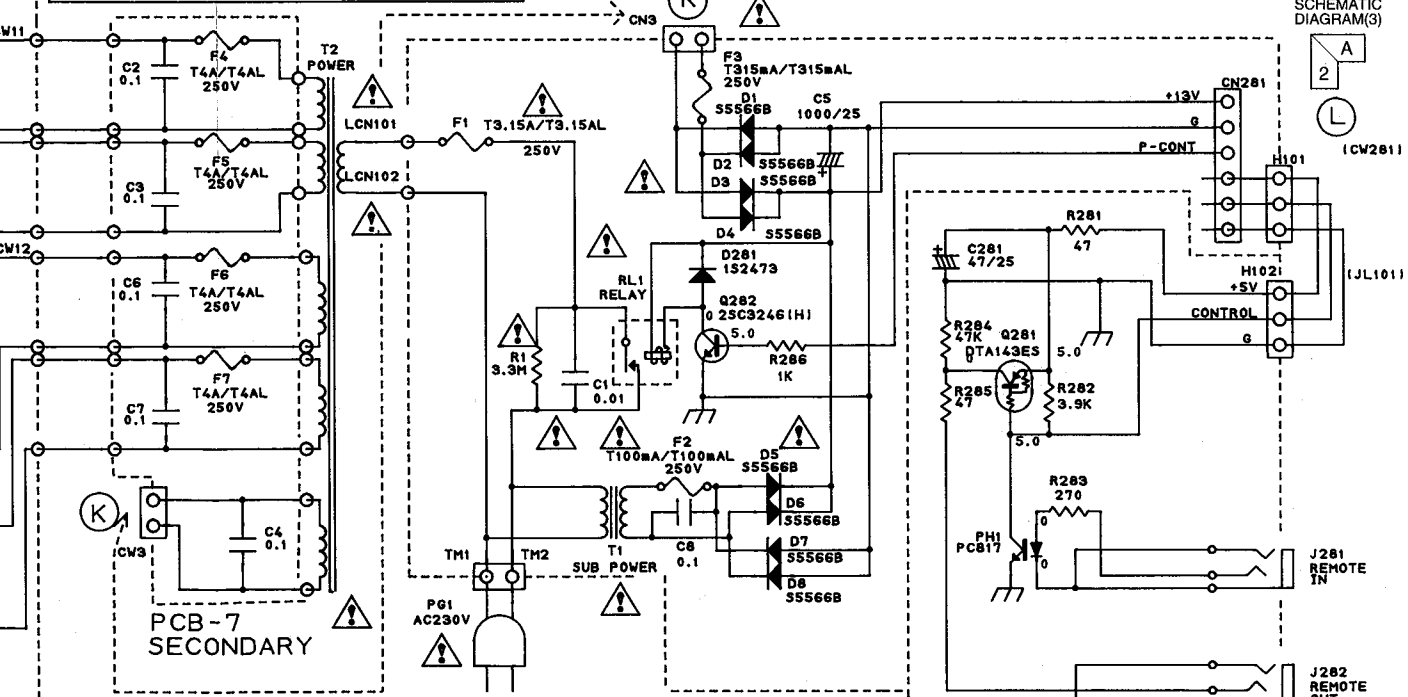 SCHEMATIC
DIAGRAM(3)
A
2
K
CN3
CW11
F4
T4A/T4AL
250V
C2
0.1
T2
POWER
F3
T315mA/T315mAL
250V
D1
S5566B
C5
1000/25
CN281
+13V
G
P-CONT
L
(CW281)
LCN101
F1
T3.15A/T3.15AL
250V
F5
T4A/T4AL
250V
C3
0.1
LCN102
D2
S5566B
D3
S5566B
D4
S5566B
H101
R281
47
CW12
C281
47/25
F6
T4A/T4AL
250V
C6
0.1
D281
1S2473
RL1
RELAY
H102
+5V
CONTROL
G
(JL101)
Q282
2SC3246(H)
0
5.0
R286
1K
R284
47K
Q281
DTA143ES
0
5.0
R1
3.3M
C1
0.01
F7
T4A/T4AL
250V
C7
0.1
R285
47
R282
3.9K
5.0
F2
T100mA/T100mAL
250V
D5
S5566B
D6
S5566B
R283
270
K
CW3
C4
0.1
TM1
TM2
T1
SUB POWER
C8
0.1
D7
S5566B
D8
S5566B
PH1
PC817
0
0
J281
REMOTE
IN
PG1
AC230V
PCB-7
SECONDARY
J282
REMOTE